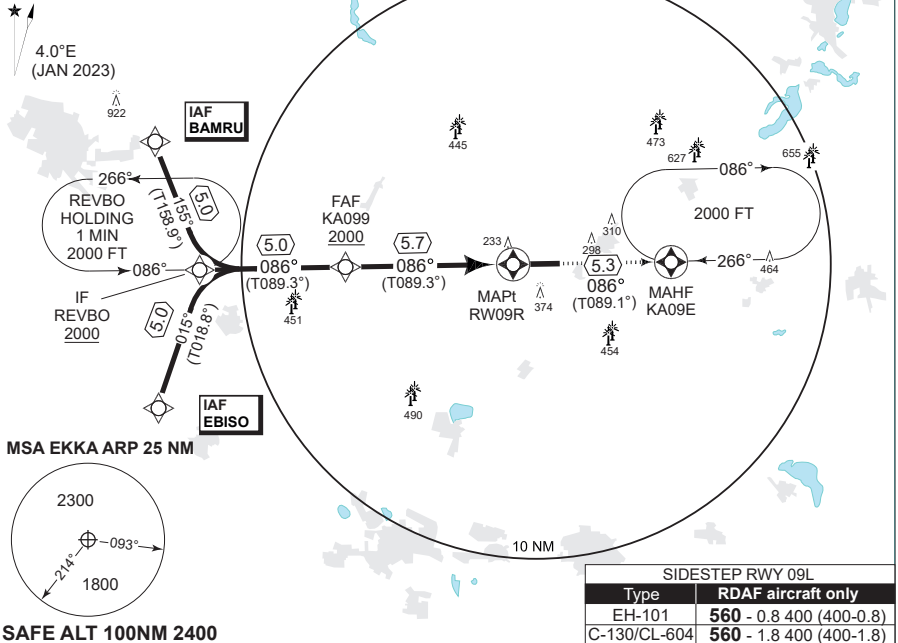 4.0°E
(JAN 2023)
922
IAF
BAMRU
266°
REVBO
HOLDING
1 MIN
2000 FT
086°
155°
(T158.9°)
5.0
IF
REVBO
2000
5.0
015°
(T018.8°)
IAF
EBISO
5.0
086°
(T089.3°)
451
FAF
KA099
2000
5.7
086°
(T089.3°)
445
490
233
MAPt
RW09R
374
298
310
5.3
086°
(T089.1°)
454
473
627
655
086°
2000 FT
266°
464
MAHF
KA09E
10 NM
MSA EKKA ARP 25 NM
2300
093°
214°
1800
SAFE ALT 100NM 2400
SIDESTEP RWY 09L
Type RDAF aircraft only
EH-101 560 - 0.8 400 (400-0.8)
C-130/CL-604 560 - 1.8 400 (400-1.8)